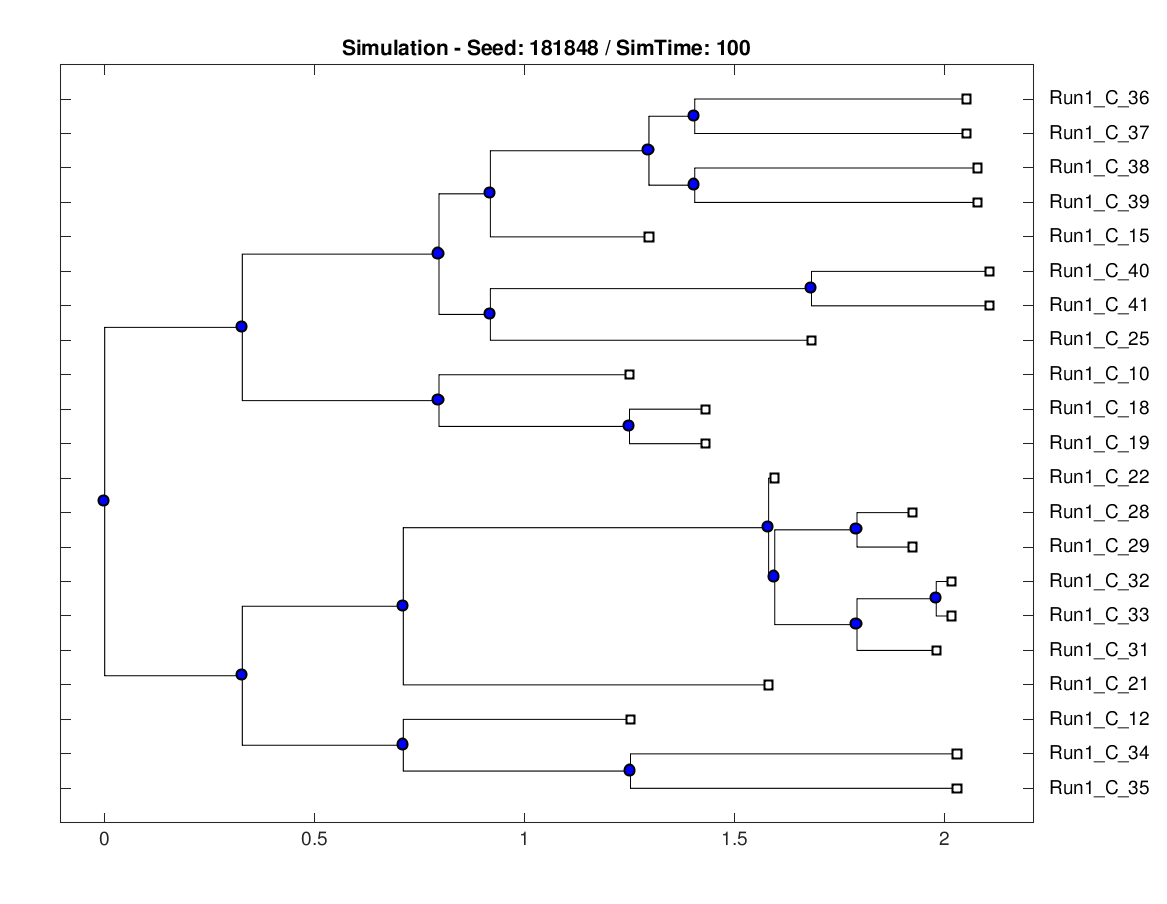 Simulation - Seed: 181848 / SimTime: 100
Run1_C_36
Run1_C_37
Run1_C_38
Run1_C_39
Run1_C_15
Run1_C_40
Run1_C_41
Run1_C_25
Run1_C_10
Run1_C_18
Run1_C_19
Run1_C_22
Run1_C_28
Run1_C_29
Run1_C_32
Run1_C_33
Run1_C_31
Run1_C_21
Run1_C_12
Run1_C_34
Run1_C_35
0 0.5 1 1.5 2